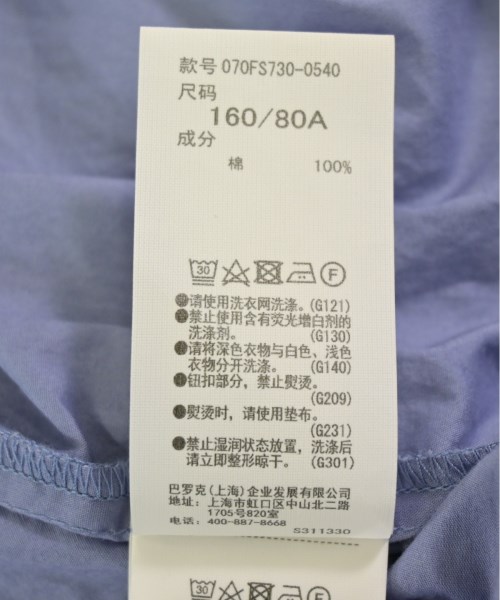 款号 070FS730-0540
尺码
160/80A
成分
棉 100%
30 F
●请使用洗衣网洗涤。(G121)
●禁止使用含有荧光增白剂的
洗涤剂。 (G130)
●请将深色衣物与白色、浅色
衣物分开洗涤。 (G140)
●钮扣部分，禁止熨烫。
(G209)
●熨烫时，请使用垫布。
(G231)
●禁止湿润状态放置，洗涤后
请立即整形晾干。 (G301)
巴罗克(上海)企业发展有限公司
地址: 上海市虹口区中山北二路
1705号820室
电话: 400-887-8668
S311330
30 F